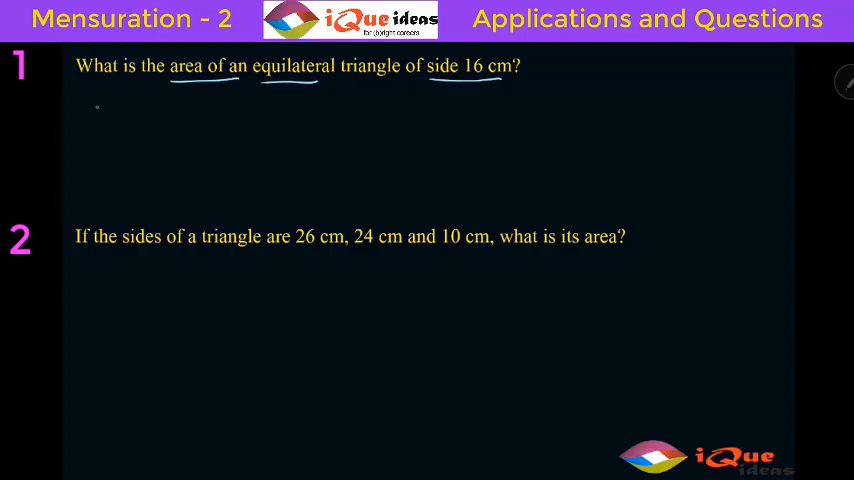 Mensuration - 2
iQue ideas
for (b)right careers
Applications and Questions
1
What is the area of an equilateral triangle of side 16 cm?
2
If the sides of a triangle are 26 cm, 24 cm and 10 cm, what is its area?
iQue
ideas